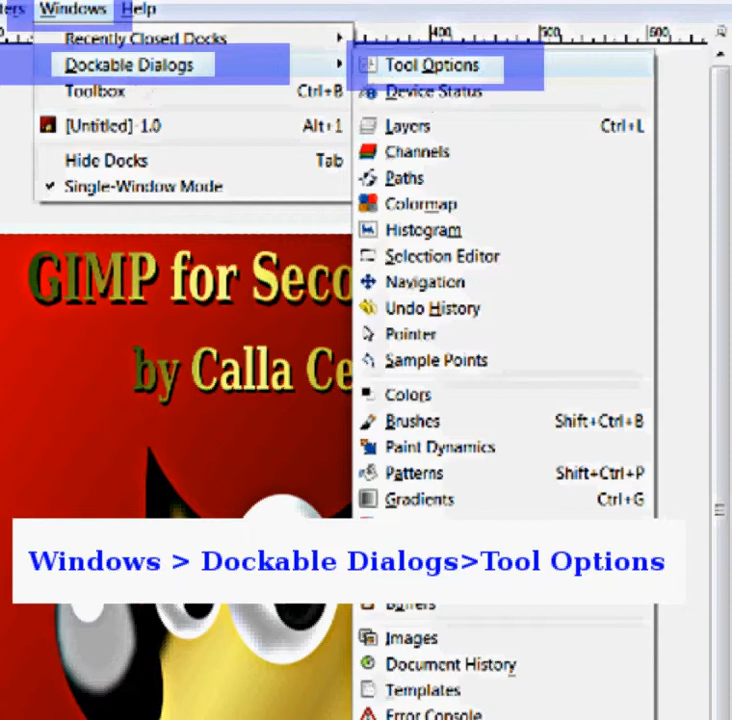 ters Windows Help
400 500 600
Recently Closed Docks
Dockable Dialogs
Toolbox Ctrl+B
[Untitled]-1.0 Alt+1
Hide Docks Tab
Single-Window Mode
Tool Options
Device Status
Layers Ctrl+L
Channels
Paths
Colormap
Histogram
Selection Editor
Navigation
Undo History
Pointer
Sample Points
Colors
Brushes Shift+Ctrl+B
Paint Dynamics
Patterns Shift+Ctrl+P
Gradients Ctrl+G
GIMP for Seco
by Calla Ce
Windows > Dockable Dialogs>Tool Options
Buffers
Images
Document History
Templates
Error Console